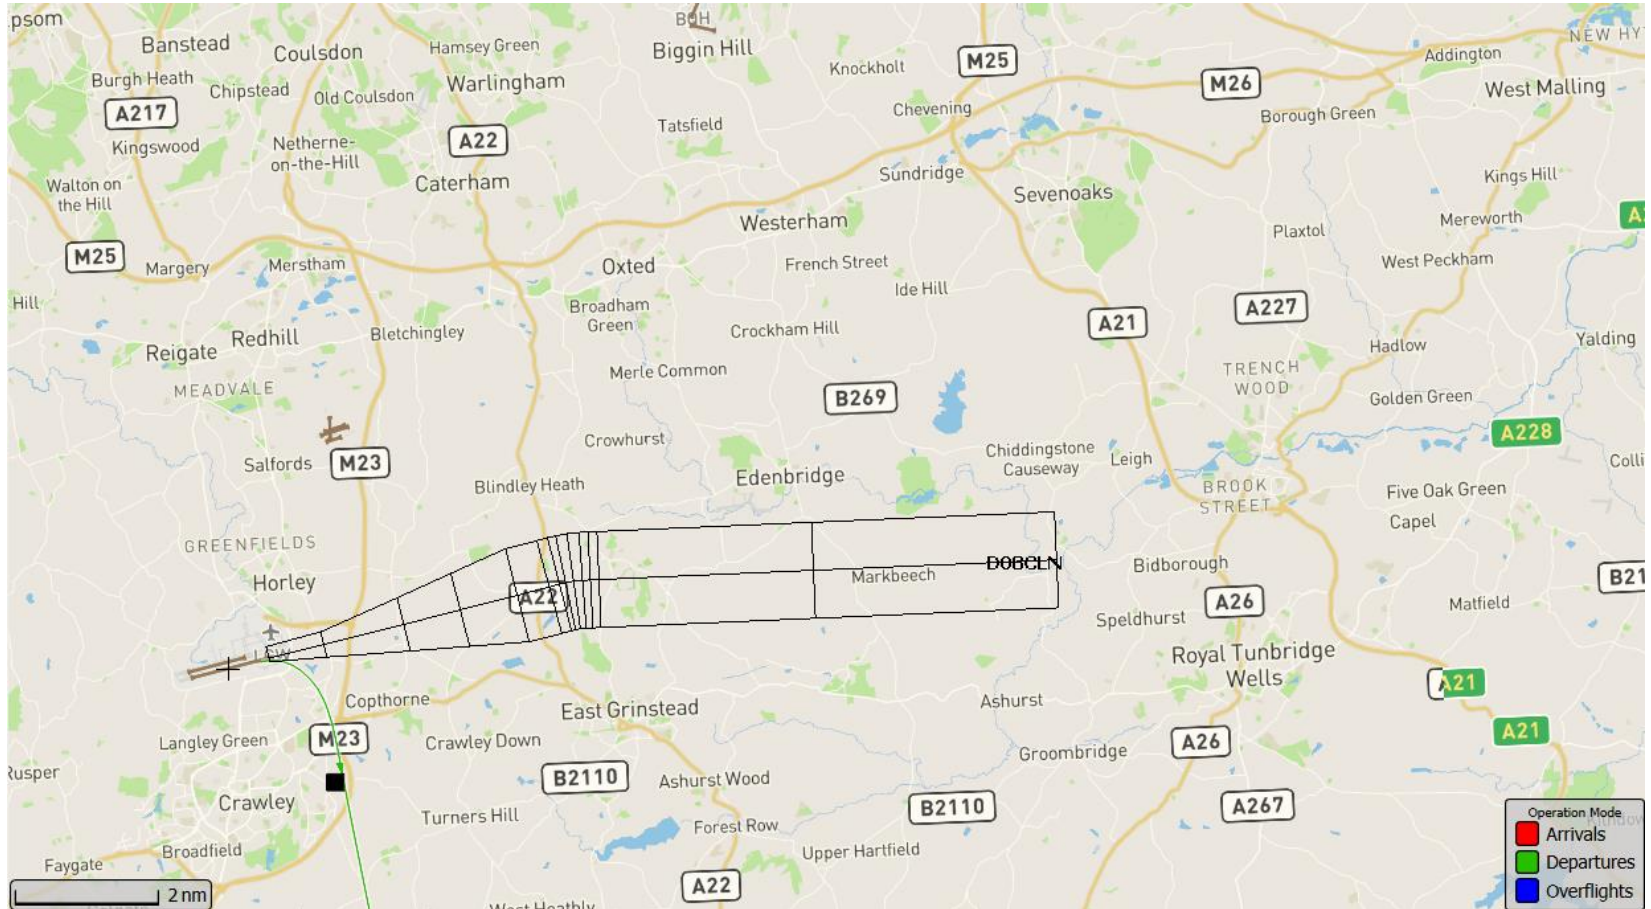 psom
Banstead
Coulsdon
Hamsey Green
BQH
Biggin Hill
M25
Addington
NEW HY
Burgh Heath
Chipstead
Old Coulsdon
Warlingham
Knockholt
M26
West Malling
A217
Chevening
Borough Green
Kingswood
Netherne-
on-the-Hill
A22
Tatsfield
Walton on
the Hill
Caterham
Sundridge
Sevenoaks
Kings Hill
Westerham
Mereworth
Plaxtol
M25
Margery
Merstham
Oxted
French Street
West Peckham
Hill
Broadham
Green
Ide Hill
A227
Redhill
Bletchingley
Crockham Hill
A21
Yalding
Reigate
Hadlow
MEADVALE
Merle Common
TRENCH
WOOD
B269
Golden Green
A228
Crowhurst
Salfords
M23
Chiddingstone
Causeway
Leigh
Colli
Blindley Heath
Edenbridge
BROOK
STREET
Five Oak Green
Capel
GREENFIELDS
Horley
D0BCLN
Markbeech
Bidborough
B21
A22
A26
Matfield
Speldhurst
LGW
Royal Tunbridge
Wells
A21
Copthorne
East Grinstead
Ashurst
Langley Green
M23
Crawley Down
A26
A21
Groombridge
Rusper
B2110
Ashurst Wood
Crawley
Turners Hill
B2110
A267
Forest Row
Broadfield
Upper Hartfield
Faygate
A22
2 nm
West Hoathly
Operation Mode
Arrivals
Departures
Overflights